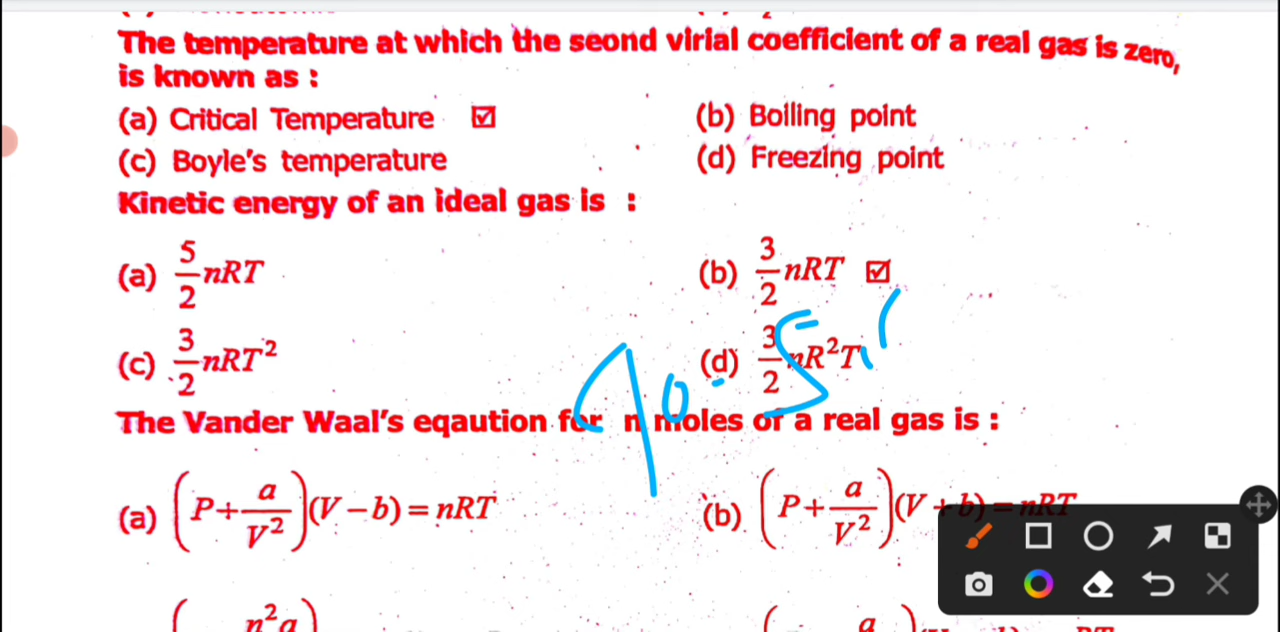 The temperature at which the seond virial coefficient of a real gas is zero,
is known as :
(a) Critical Temperature ☑
(b) Boiling point
(c) Boyle's temperature
(d) Freezing point
Kinetic energy of an ideal gas is :
(a) 5/2 nRT
(b) 3/2 nRT ☑
(c) 3/2 nRT²
(d) 3/2 nR²T
The Vander Waal's eqaution for n moles of a real gas is :
(a) (P+a/V²)(V−b)=nRT
(b) (P+a/V²)(V+b)=nRT
n²a
a